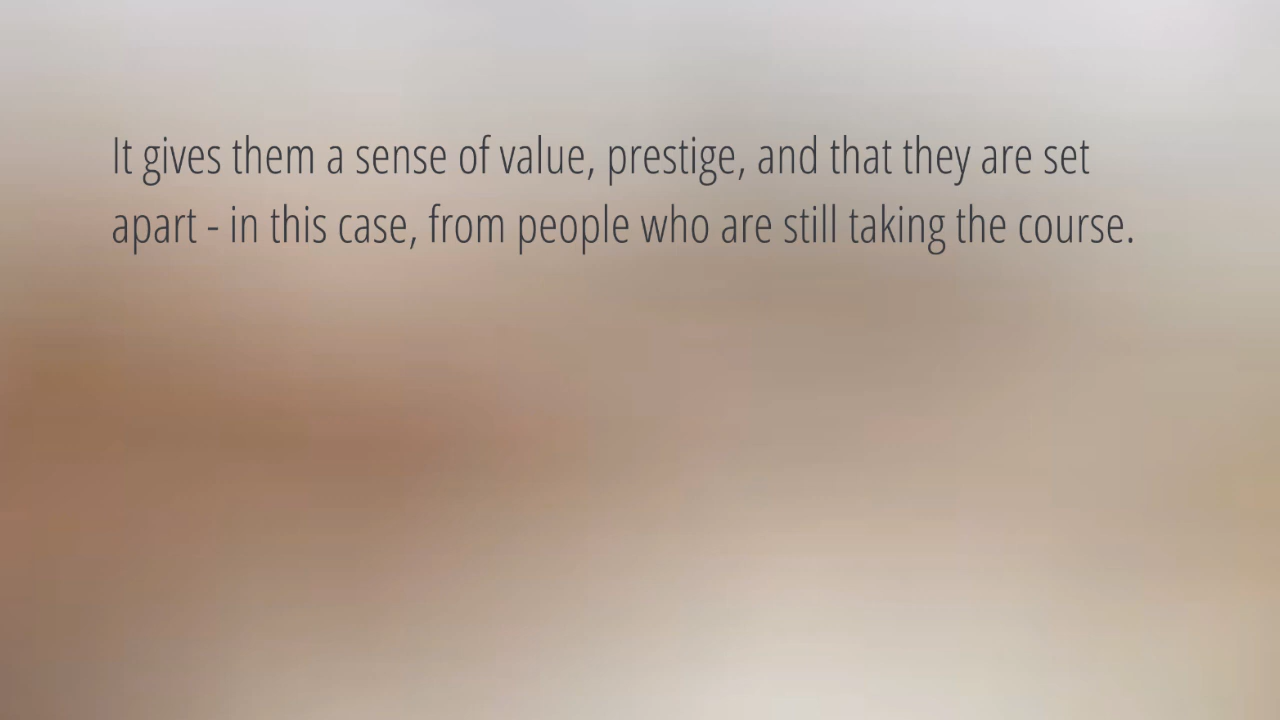 It gives them a sense of value, prestige, and that they are set
apart - in this case, from people who are still taking the course.